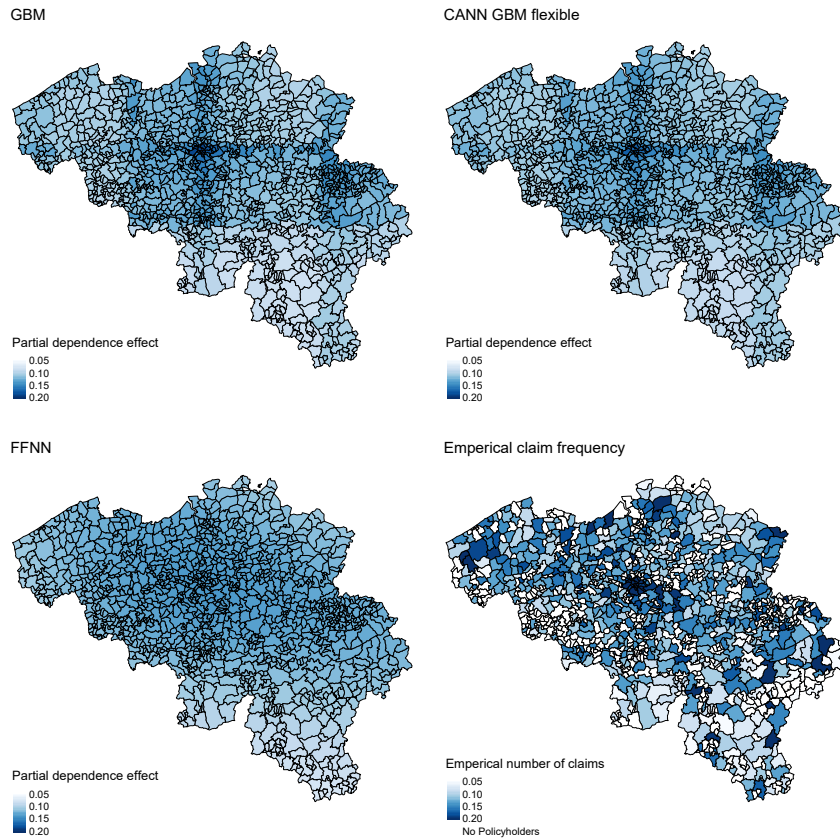 GBM
CANN GBM flexible
Partial dependence effect
0.05
0.10
0.15
0.20
Partial dependence effect
0.05
0.10
0.15
0.20
FFNN
Emperical claim frequency
Partial dependence effect
0.05
0.10
0.15
0.20
Emperical number of claims
0.05
0.10
0.15
0.20
No Policyholders